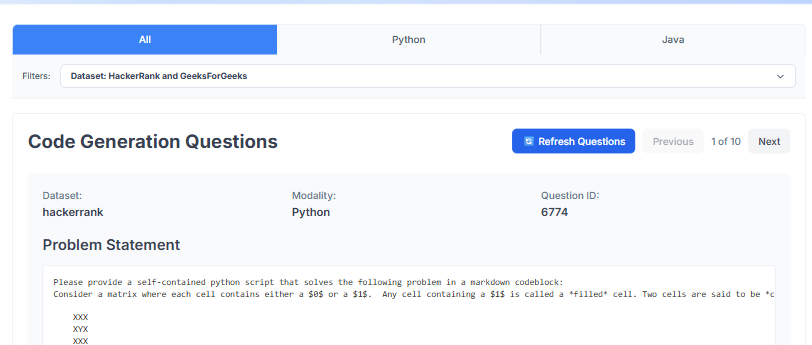 All Python Java
Filters: Dataset: HackerRank and GeeksForGeeks
Code Generation Questions Refresh Questions Previous 1 of 10 Next
Dataset: Modality: Question ID:
hackerrank Python 6774
Problem Statement
Please provide a self-contained python script that solves the following problem in a markdown codeblock:
Consider a matrix where each cell contains either a $0$ or a $1$.  Any cell containing a $1$ is called a *filled* cell. Two cells are said to be *c
XXX
XYX
XXX